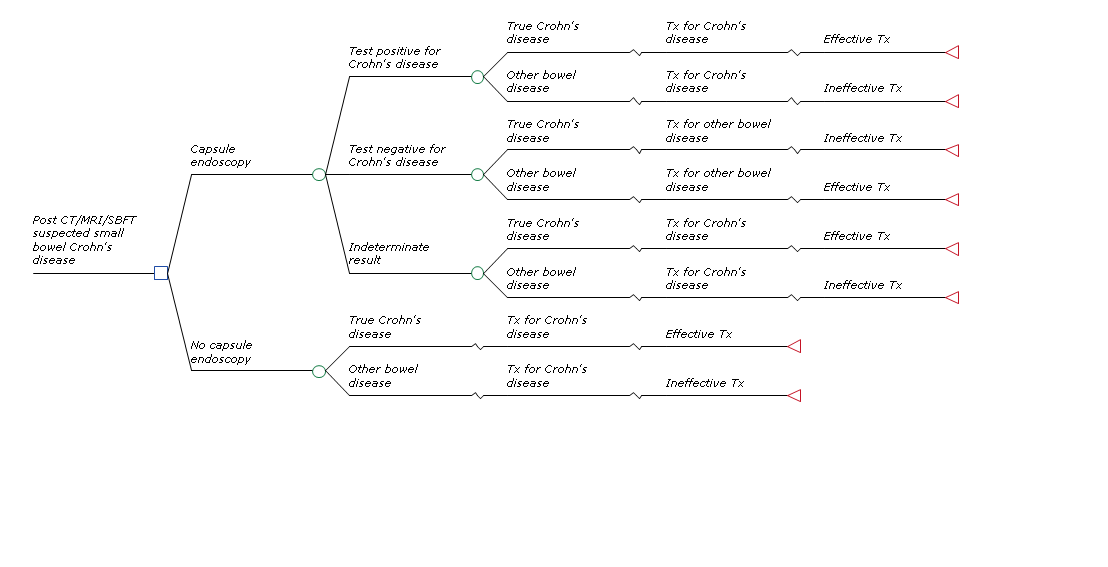 Post CT/MRI/SBFT
suspected small
bowel Crohn's
disease
Capsule
endoscopy
Test positive for
Crohn's disease
True Crohn's
disease
Tx for Crohn's
disease
Effective Tx
Other bowel
disease
Tx for Crohn's
disease
Ineffective Tx
Test negative for
Crohn's disease
True Crohn's
disease
Tx for other bowel
disease
Ineffective Tx
Other bowel
disease
Tx for other bowel
disease
Effective Tx
Indeterminate
result
True Crohn's
disease
Tx for Crohn's
disease
Effective Tx
Other bowel
disease
Tx for Crohn's
disease
Ineffective Tx
No capsule
endoscopy
True Crohn's
disease
Tx for Crohn's
disease
Effective Tx
Other bowel
disease
Tx for Crohn's
disease
Ineffective Tx